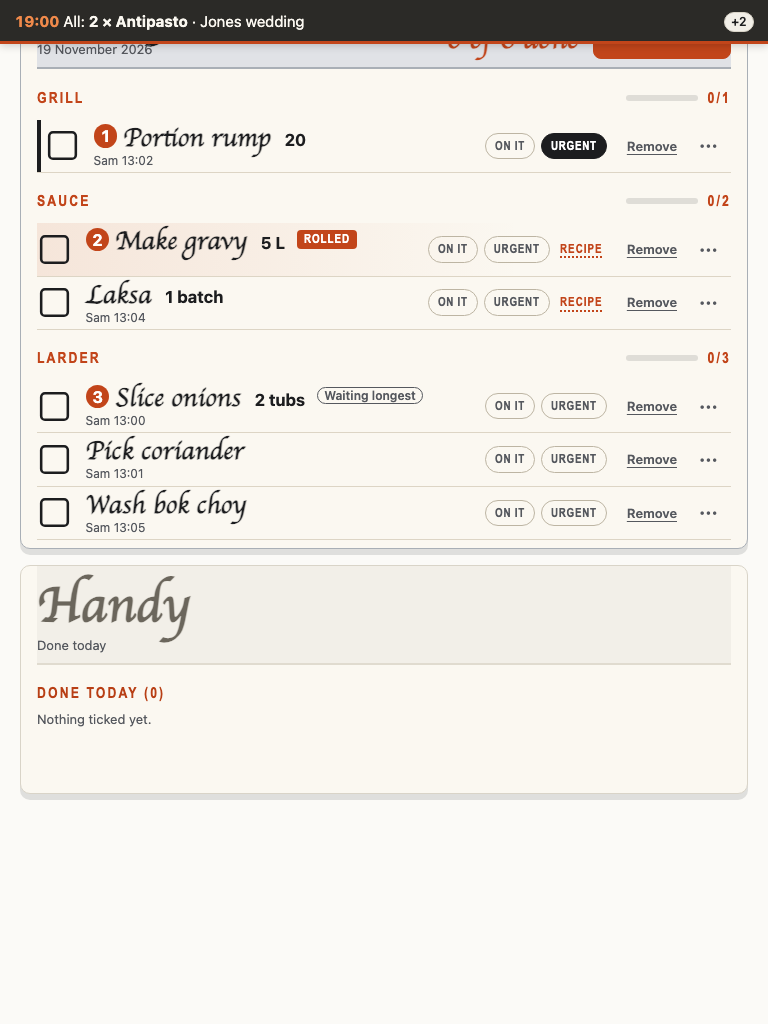 19:00 All: 2 × Antipasto · Jones wedding +2
19 November 2026
GRILL 0/1
1 Portion rump 20 ON IT URGENT Remove •••
Sam 13:02
SAUCE 0/2
2 Make gravy 5 L ROLLED ON IT URGENT RECIPE Remove •••
Laksa 1 batch ON IT URGENT RECIPE Remove •••
Sam 13:04
LARDER 0/3
3 Slice onions 2 tubs Waiting longest ON IT URGENT Remove •••
Sam 13:00
Pick coriander ON IT URGENT Remove •••
Sam 13:01
Wash bok choy ON IT URGENT Remove •••
Sam 13:05
Handy
Done today
DONE TODAY (0)
Nothing ticked yet.